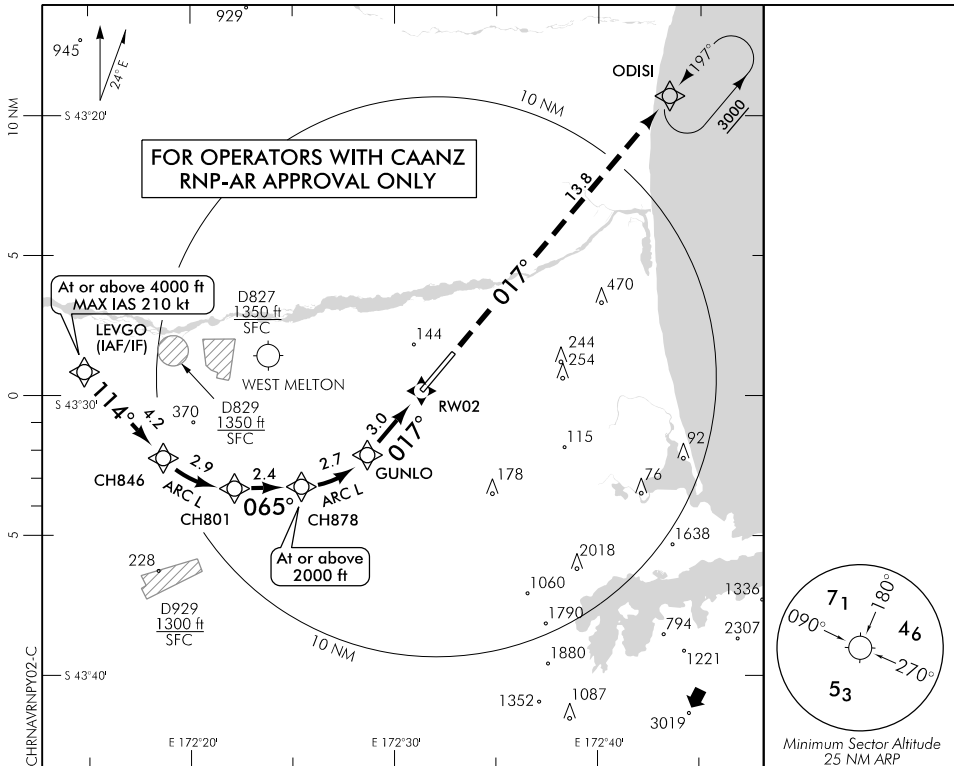 929
945
24° E
ODISI
197°
3000
10 NM
10 NM
S 43°20'
FOR OPERATORS WITH CAANZ
RNP-AR APPROVAL ONLY
13.8
5
At or above 4000 ft
MAX IAS 210 kt
D827
1350 ft
SFC
017°
470
LEVGO
(IAF/IF)
144
244
254
WEST MELTON
0
S 43°30'
114°
4.2
370
D829
1350 ft
SFC
RW02
3.0
017°
115
92
2.9
2.4
2.7
GUNLO
CH846
ARC L
CH801
065°
ARC L
CH878
178
76
5
At or above
2000 ft
1638
228
2018
1060
1336
D929
1300 ft
SFC
1790
794
2307
10 NM
1880
1221
S 43°40'
1352
1087
3019
71
180°
090°
46
270°
53
CHRNAVRNPY02-C
E 172°20'
E 172°30'
E 172°40'
Minimum Sector Altitude
25 NM ARP